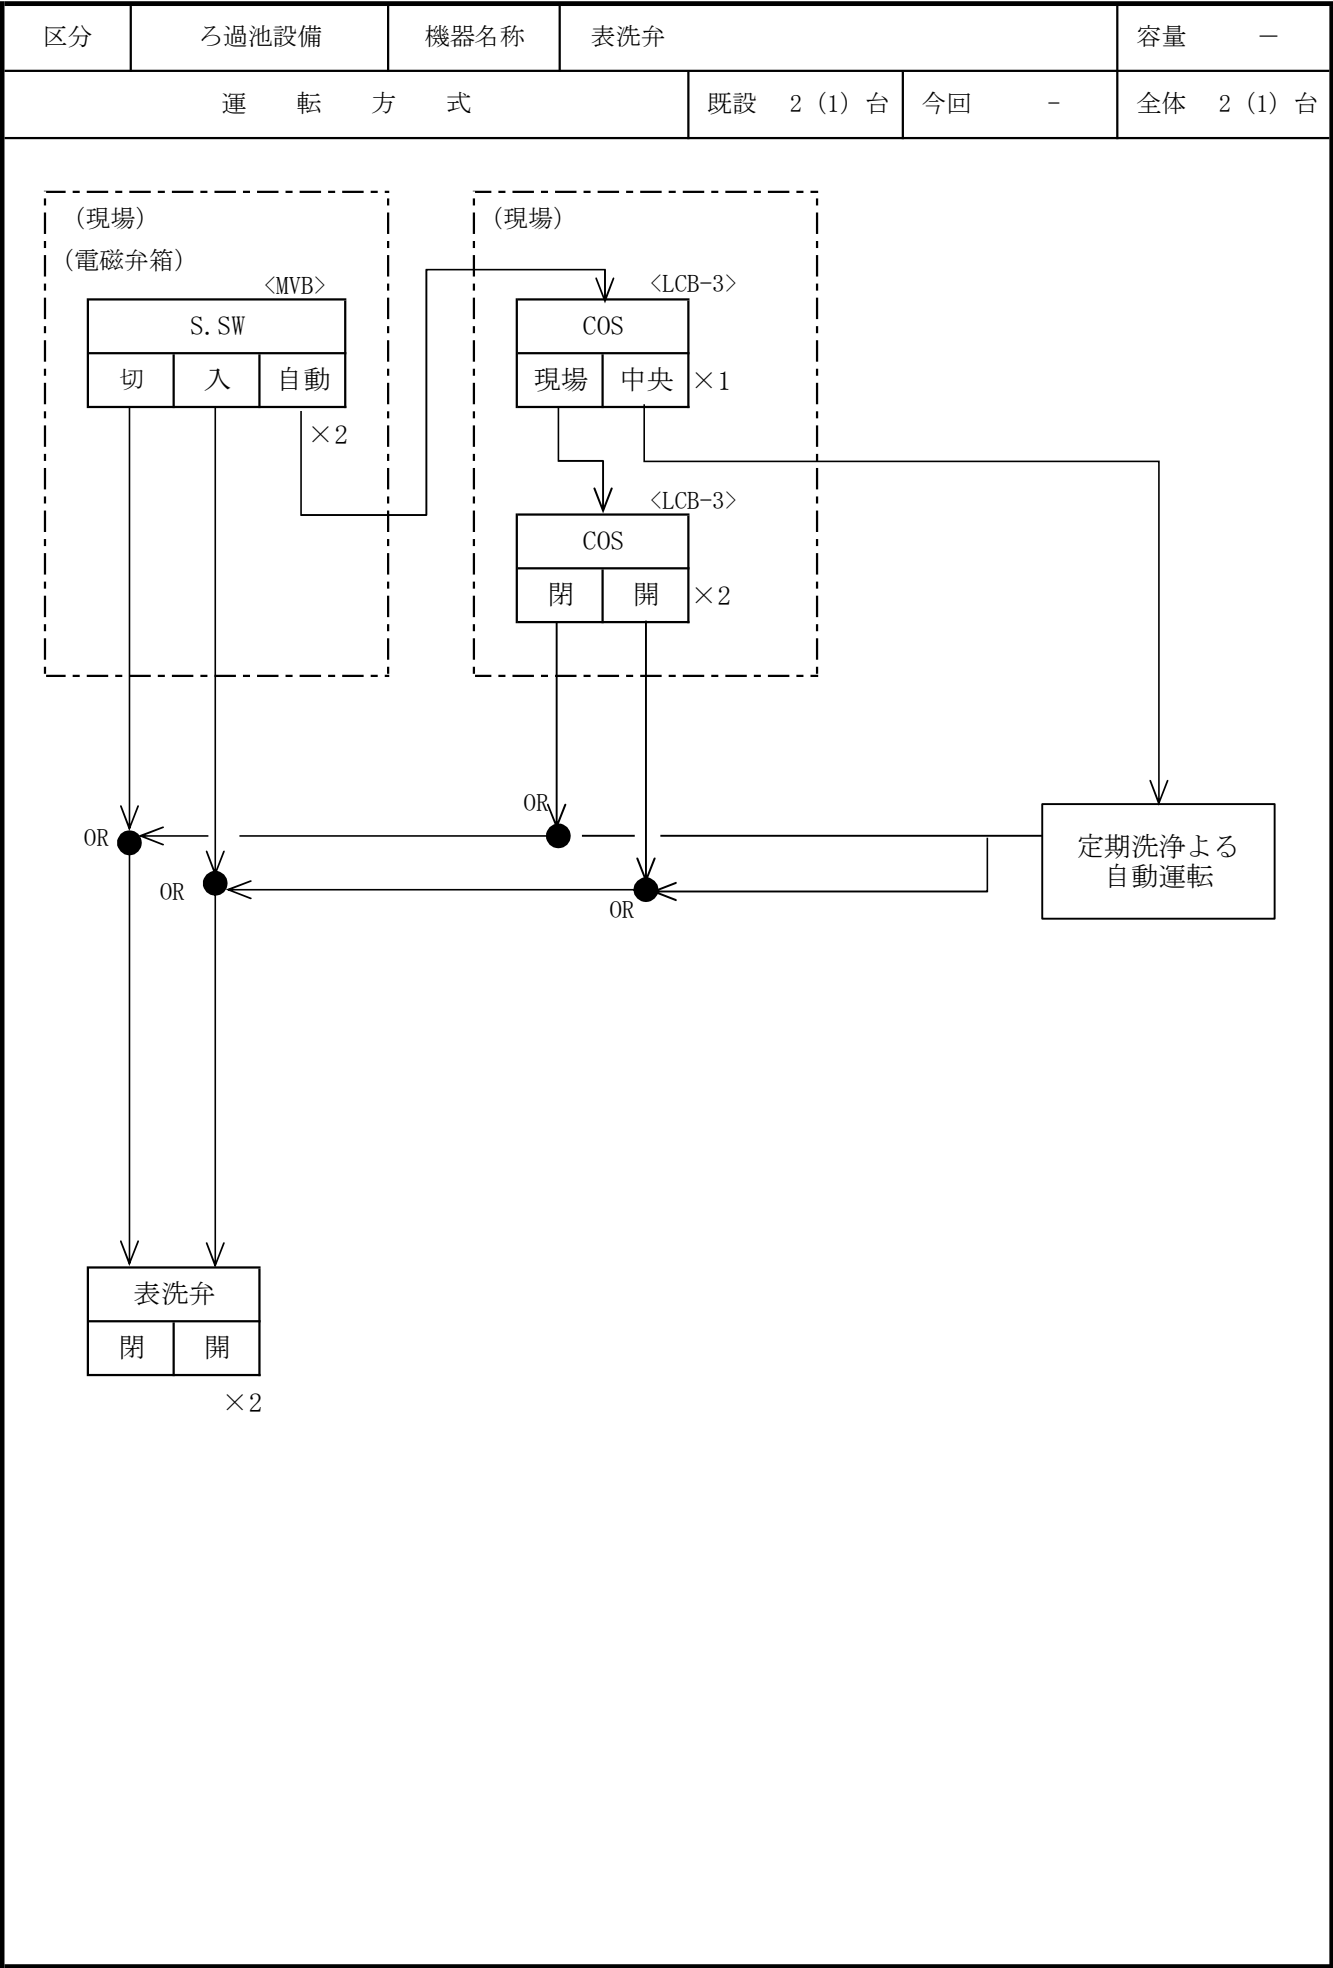 区分 ろ過池設備 機器名称 表洗弁 容量 －
運転方式 既設 2 (1) 台 今回 - 全体 2 (1) 台
(現場)
(電磁弁箱)
<MVB>
S.SW
切 入 自動
×2
(現場)
<LCB-3>
COS
現場 中央 ×1
<LCB-3>
COS
閉 開 ×2
OR
OR
OR
OR
定期洗浄よる
自動運転
表洗弁
閉 開
×2